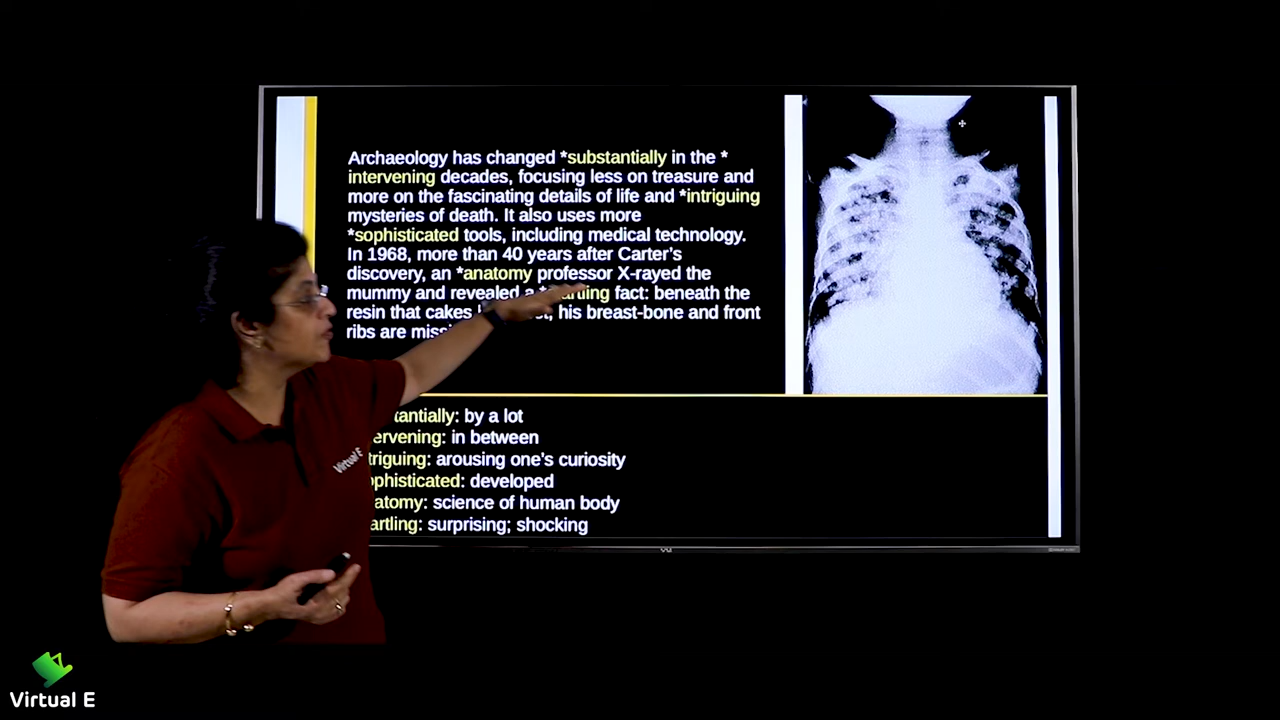 Archaeology has changed *substantially in the *
intervening decades, focusing less on treasure and
more on the fascinating details of life and *intriguing
mysteries of death. It also uses more
*sophisticated tools, including medical technology.
In 1968, more than 40 years after Carter's
discovery, an *anatomy professor X-rayed the
mummy and revealed a fact: beneath the
resin that cakes his breast-bone and front
ribs are
tantially: by a lot
ervening: in between
triguing: arousing one's curiosity
ophisticated: developed
atomy: science of human body
artling: surprising; shocking
Virtual E
VU
Virtual E